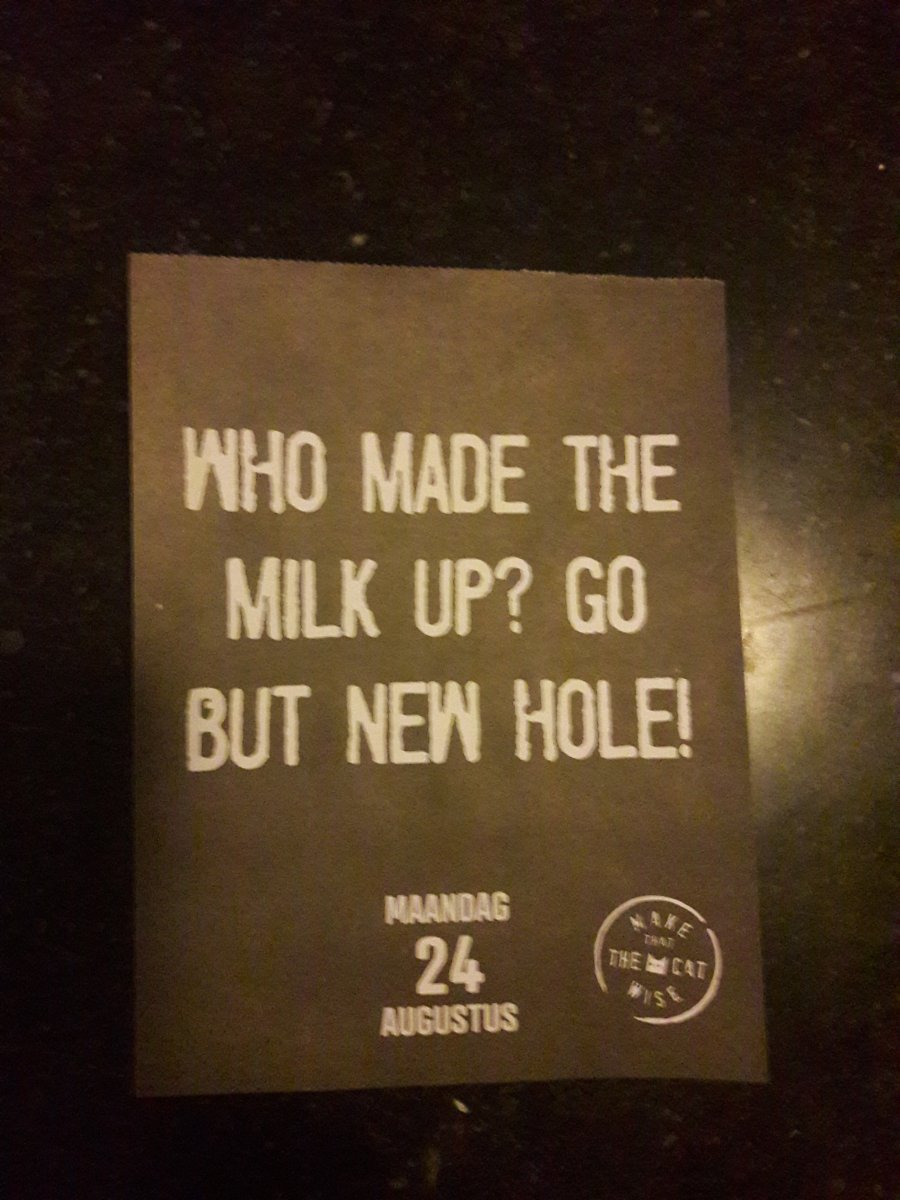 WHO MADE THE
MILK UP? GO
BUT NEW HOLE!
MAANDAG
24
AUGUSTUS
MAKE
THAT
THE CAT
WISE